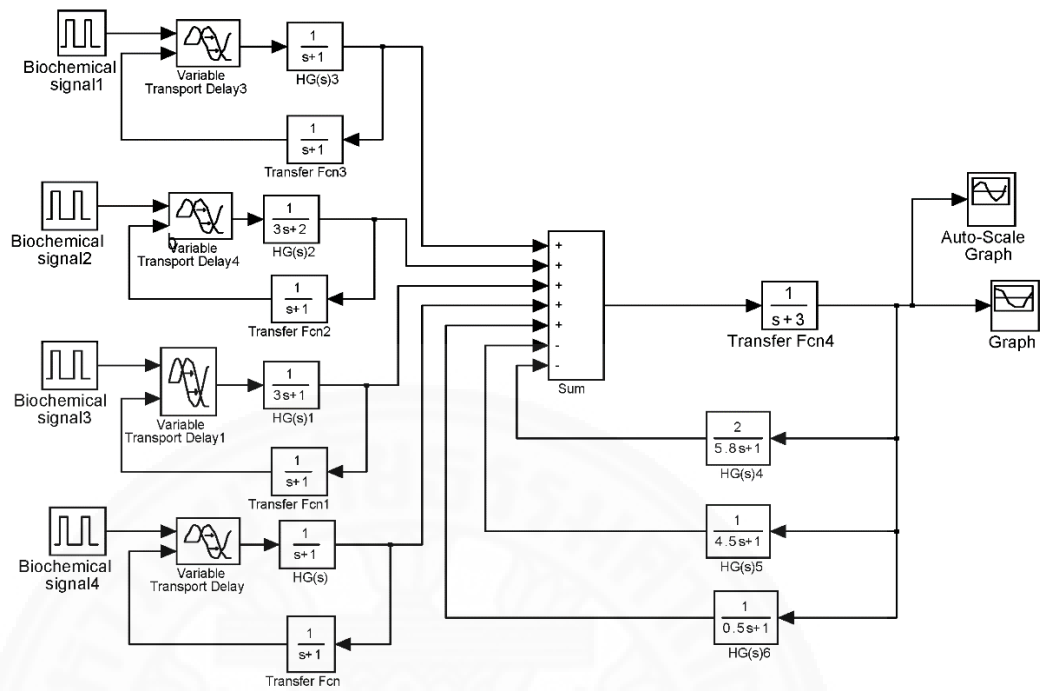 Biochemical
signal1
Variable
Transport Delay3
1
s+1
HG(s)3
1
s+1
Transfer Fcn3
Biochemical
signal2
Variable
Transport Delay4
1
3s+2
HG(s)2
1
s+1
Transfer Fcn2
Biochemical
signal3
Variable
Transport Delay1
1
3s+1
HG(s)1
1
s+1
Transfer Fcn1
Biochemical
signal4
Variable
Transport Delay
1
s+1
HG(s)
1
s+1
Transfer Fcn
+
+
+
+
+
-
-
Sum
1
s+3
Transfer Fcn4
Auto-Scale
Graph
Graph
2
5.8s+1
HG(s)4
1
4.5s+1
HG(s)5
1
0.5s+1
HG(s)6